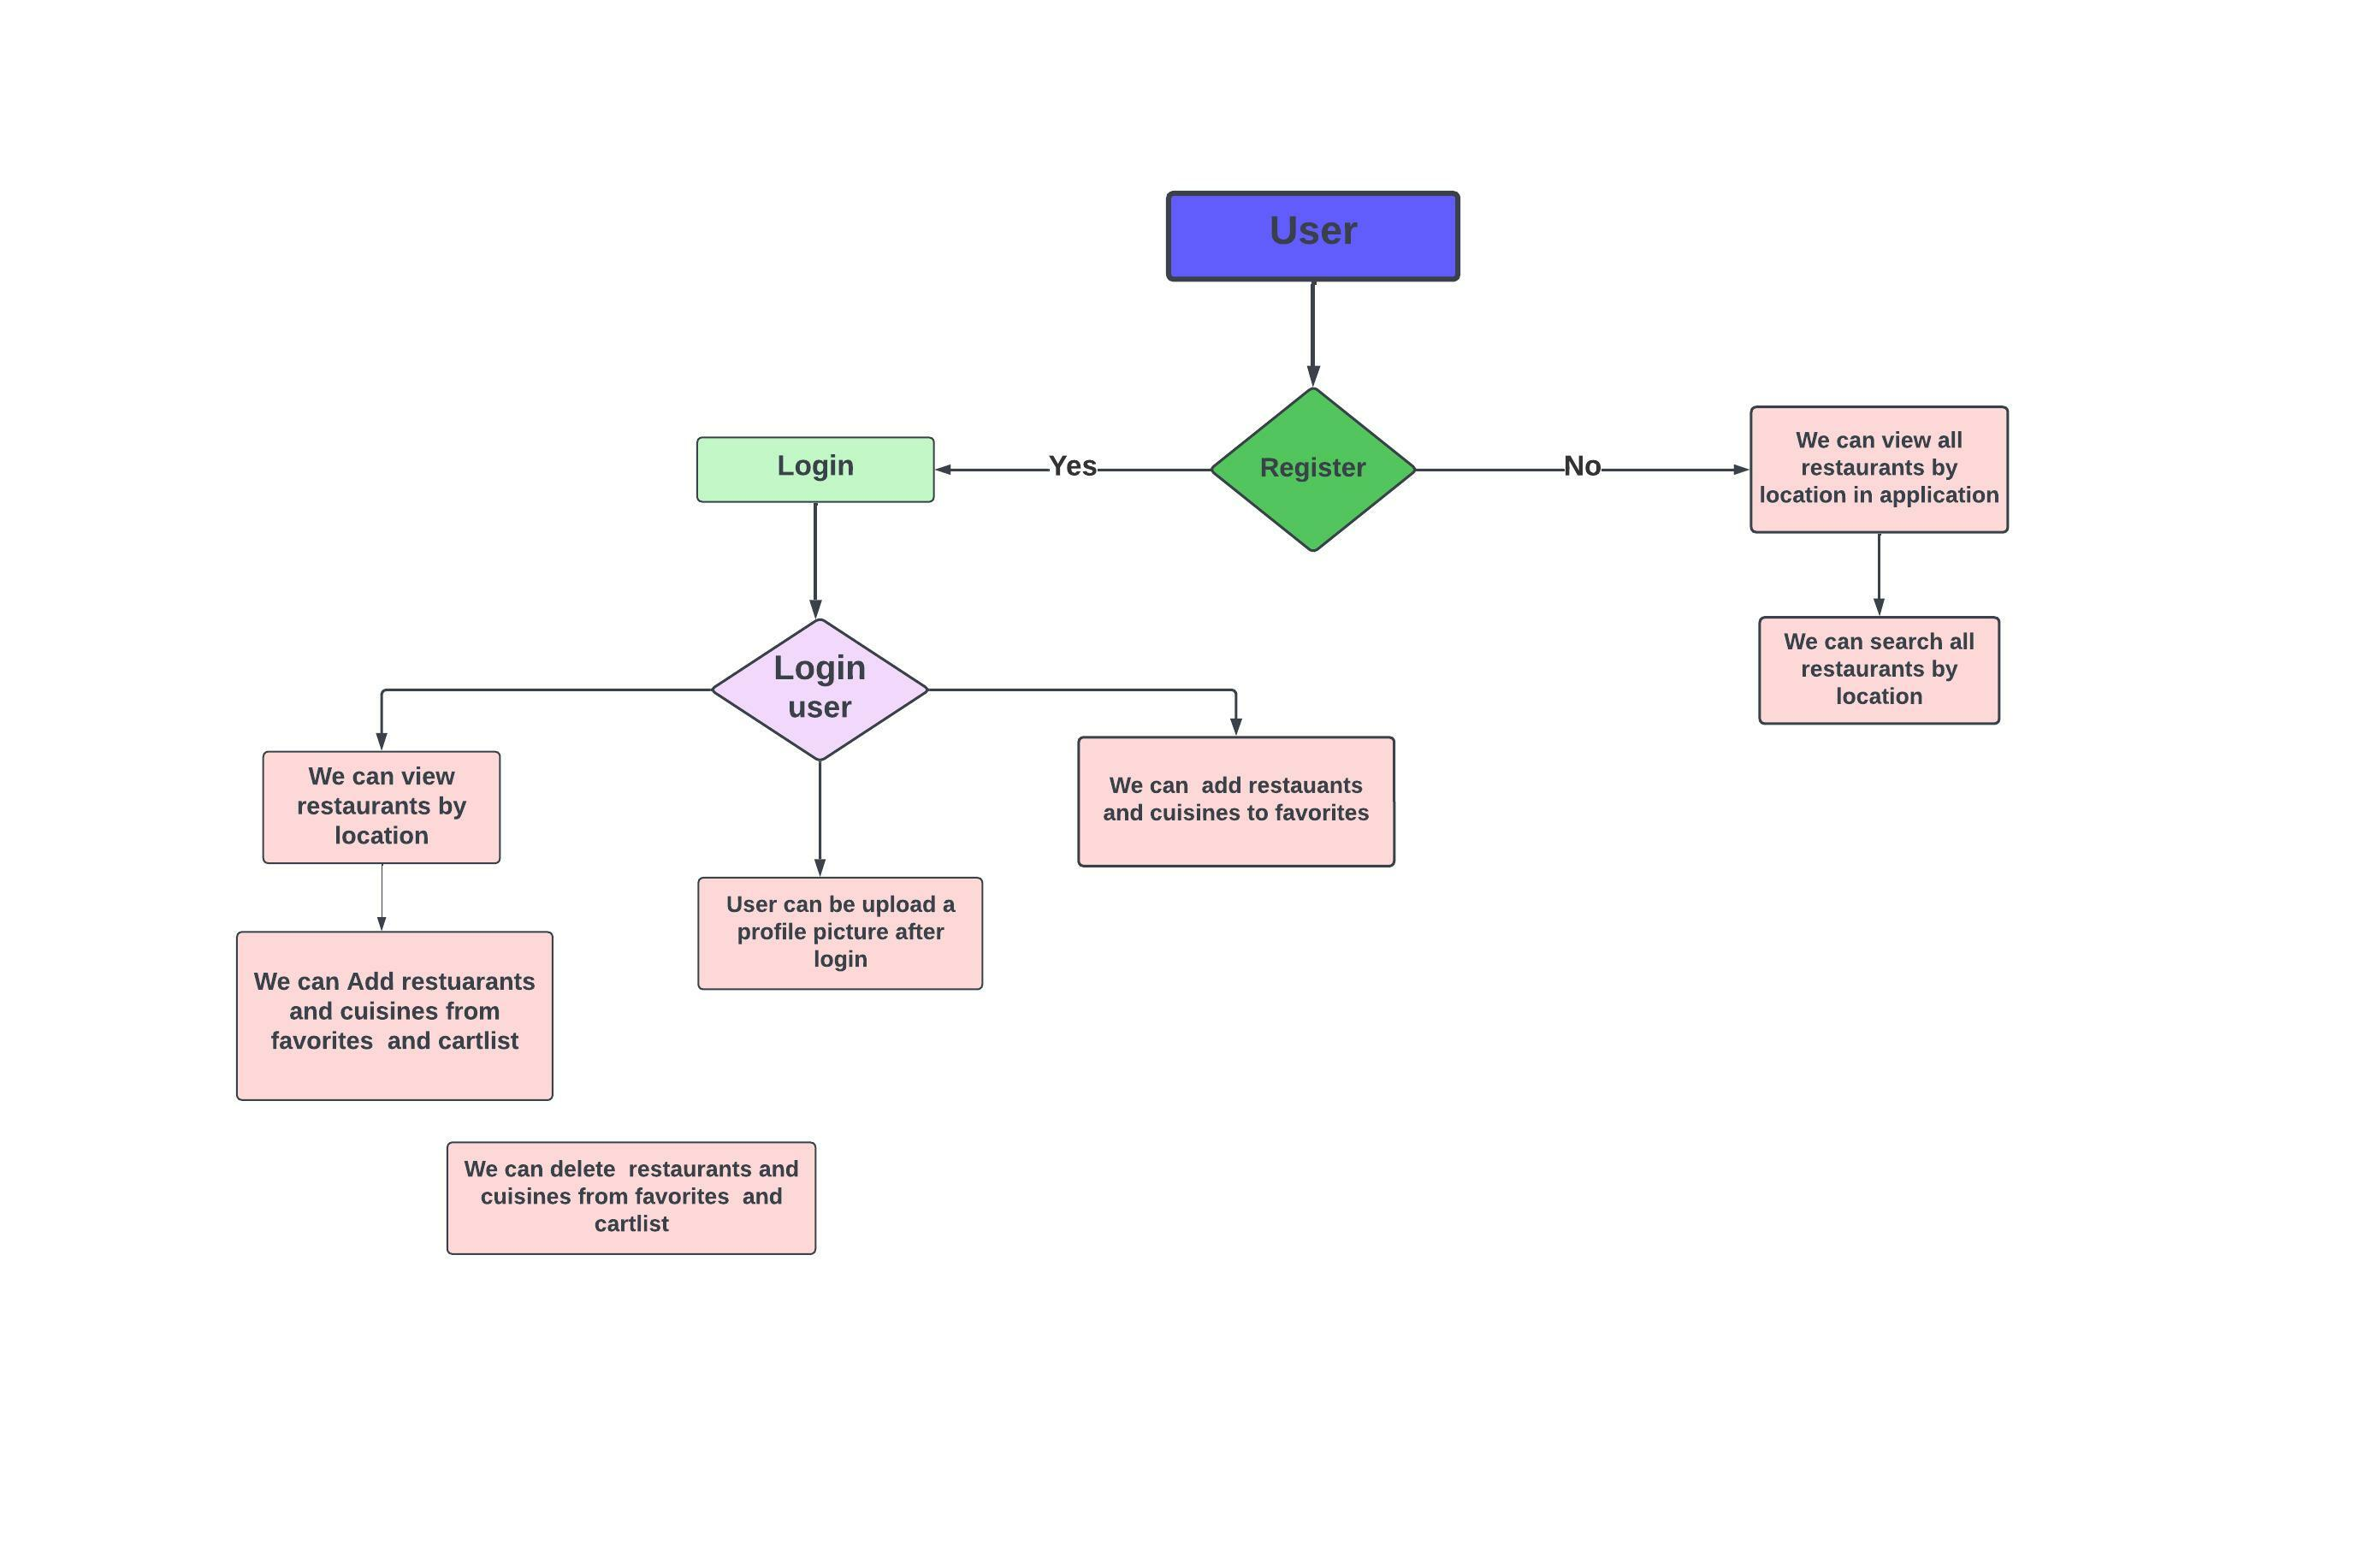 User
Register
Yes
No
Login
We can view all
restaurants by
location in application
Login
user
We can search all
restaurants by
location
We can view
restaurants by
location
We can  add restauants
and cuisines to favorites
User can be upload a
profile picture after
login
We can Add restuarants
and cuisines from
favorites  and cartlist
We can delete  restaurants and
cuisines from favorites  and
cartlist